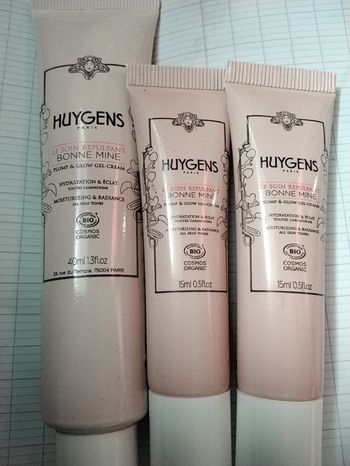 HUYGENS
PARIS
LE SOIN REPULPANT
BONNE MINE
PLUMP & GLOW GEL-CREAM
HYDRATATION & ÉCLAT
TOUTES CARNATIONS
MOISTURIZING & RADIANCE
ALL SKIN TONES
BIO
COSMOS
ORGANIC
40ml 1.3fl.oz
24, rue du Temple, 75004 PARIS
HUYGENS
PARIS
LE SOIN REPULPANT
BONNE MINE
PLUMP & GLOW GEL-CREAM
HYDRATATION & ÉCLAT
TOUTES CARNATIONS
MOISTURIZING & RADIANCE
ALL SKIN TONES
BIO
COSMOS
ORGANIC
15ml 0.5fl.oz
HUYGENS
PARIS
LE SOIN REPULPANT
BONNE MINE
PLUMP & GLOW GEL-CREAM
HYDRATATION & ÉCLAT
TOUTES CARNATIONS
MOISTURIZING & RADIANCE
ALL SKIN TONES
BIO
COSMOS
ORGANIC
15ml 0.5fl.oz